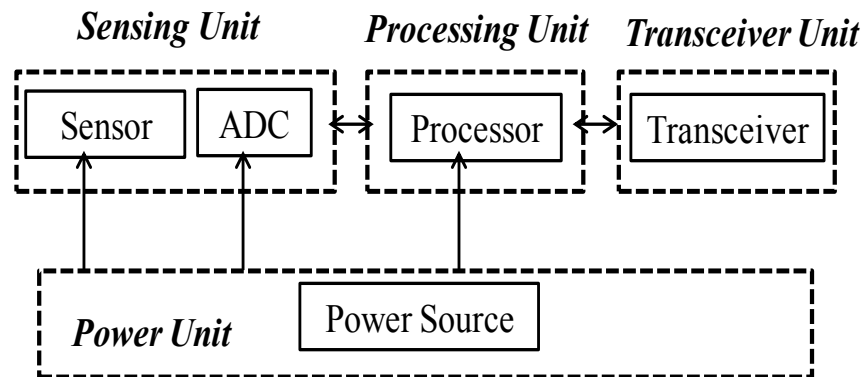 Sensing Unit
Processing Unit
Transceiver Unit
Sensor
ADC
Processor
Transceiver
Power Unit
Power Source